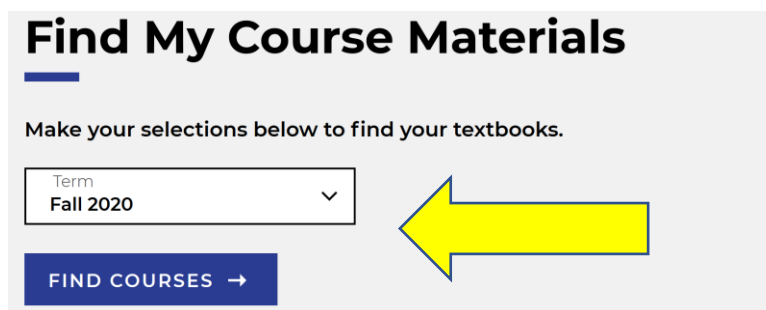 Find My Course Materials
Make your selections below to find your textbooks.
Term
Fall 2020
FIND COURSES →